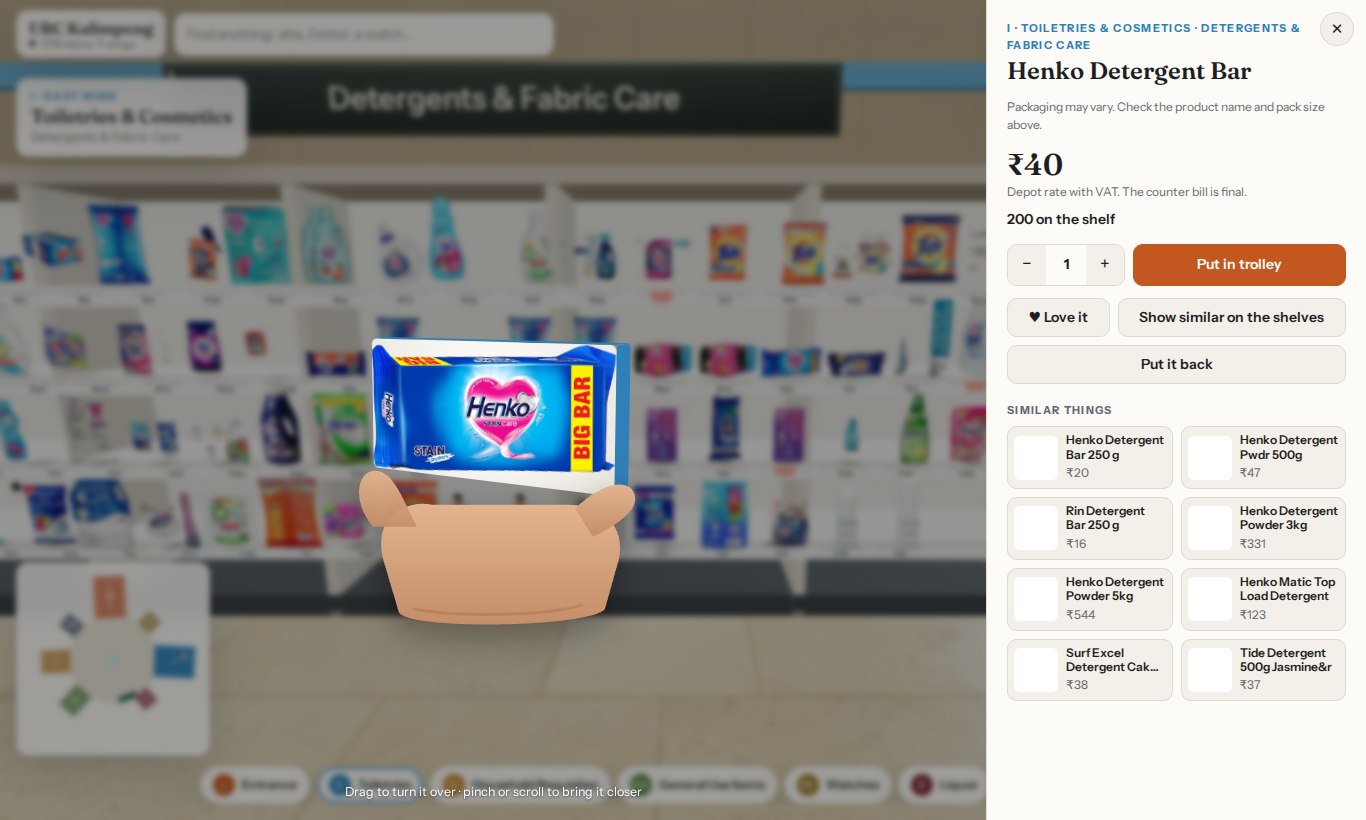 URC Kalimpong
Find anything: atta, Dettol, a watch...
Detergents & Fabric Care
Toiletries & Cosmetics
Detergents & Fabric Care
Henko
STAIN
BIG BAR
Henko
STAIN
Entrance
Toiletries
Household Requisites
General Use Items
Watches
Liquor
Drag to turn it over · pinch or scroll to bring it closer
I · TOILETRIES & COSMETICS · DETERGENTS &
FABRIC CARE
✕
Henko Detergent Bar
Packaging may vary. Check the product name and pack size
above.
₹40
Depot rate with VAT. The counter bill is final.
200 on the shelf
− 1 + Put in trolley
♥ Love it Show similar on the shelves
Put it back
SIMILAR THINGS
Henko Detergent
Bar 250 g
₹20
Henko Detergent
Pwdr 500g
₹47
Rin Detergent
Bar 250 g
₹16
Henko Detergent
Powder 3kg
₹331
Henko Detergent
Powder 5kg
₹544
Henko Matic Top
Load Detergent
₹123
Surf Excel
Detergent Cak...
₹38
Tide Detergent
500g Jasmine&r
₹37